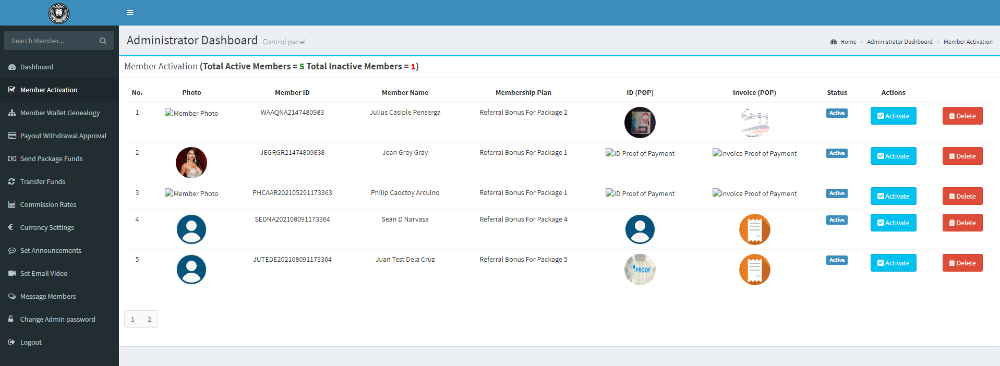 Search Member...
Dashboard
Member Activation
Member Wallet Genealogy
Payout Withdrawal Approval
Send Package Funds
Transfer Funds
Commission Rates
Currency Settings
Set Announcements
Set Email Video
Message Members
Change Admin password
Logout
Administrator Dashboard Control panel
Home > Administrator Dashboard > Member Activation
Member Activation (Total Active Members = 5 Total Inactive Members = 1)
No. Photo Member ID Member Name Membership Plan ID (POP) Invoice (POP) Status Actions
1 Member Photo WAAQNA2147480983 Julius Casiple Penserga Referral Bonus For Package 2 Active Activate Delete
2 JEGRGR21474809838 Jean Grey Gray Referral Bonus For Package 1 ID Proof of Payment Invoice Proof of Payment Active Activate Delete
3 Member Photo PHCAAR202105291173363 Philip Caoctoy Arcuino Referral Bonus For Package 1 ID Proof of Payment Invoice Proof of Payment Active Activate Delete
4 SEDNA202108091173364 Sean D Narvasa Referral Bonus For Package 4 Active Activate Delete
5 JUTEDE202108091173364 Juan Test Dela Cruz Referral Bonus For Package 5 PROOF Active Activate Delete
1 2